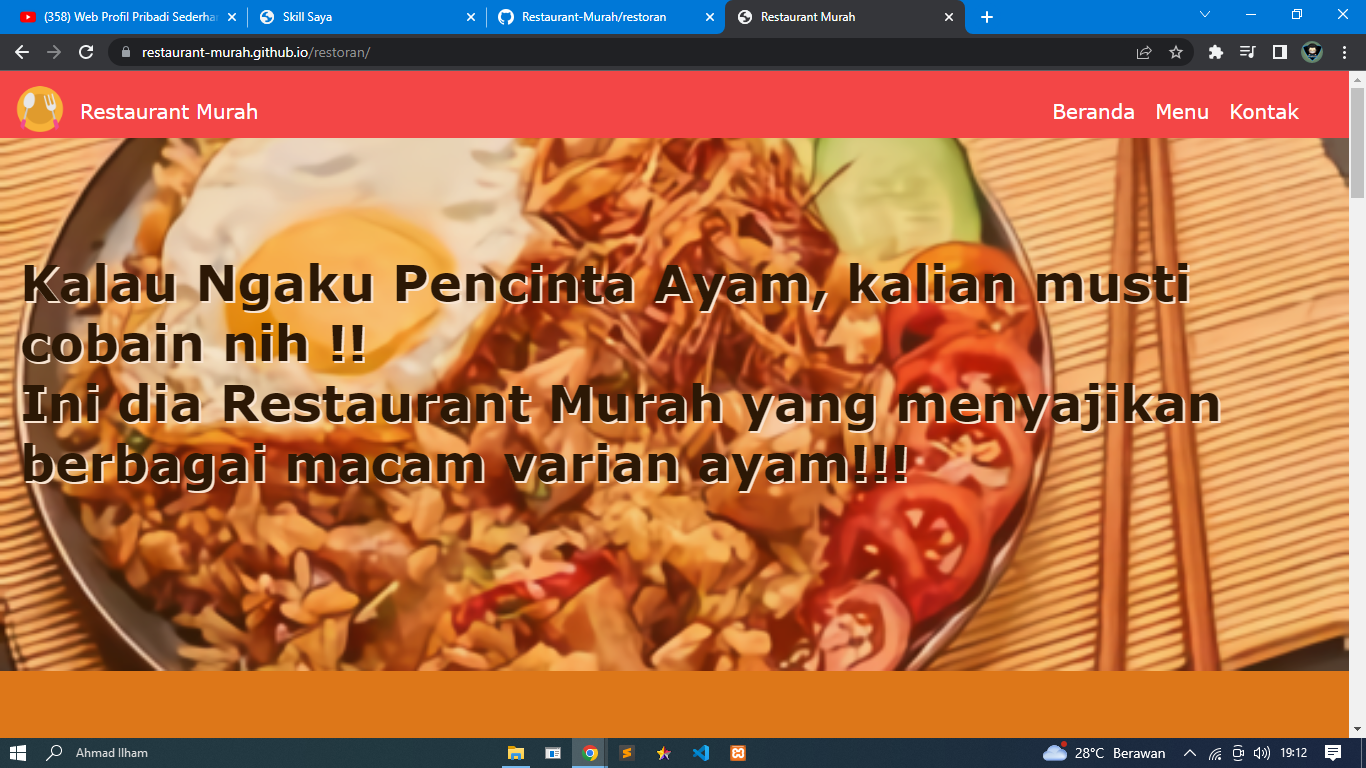 (358) Web Profil Pribadi Sederha
Skill Saya
Restaurant-Murah/restoran
Restaurant Murah
restaurant-murah.github.io/restoran/
Restaurant Murah
Beranda Menu Kontak
Kalau Ngaku Pencinta Ayam, kalian musti
cobain nih !!
Ini dia Restaurant Murah yang menyajikan
berbagai macam varian ayam!!!
Ahmad Ilham
28°C Berawan
19:12